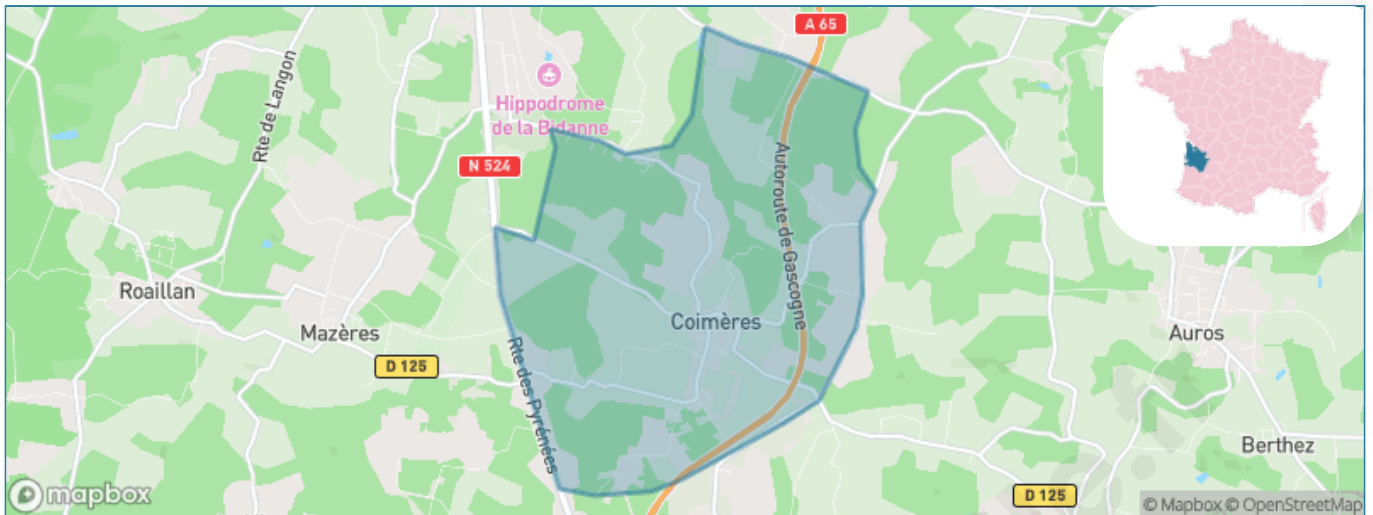 A 65
Rte de Langon
Hippodrome
de la Bidanne
N 524
Autoroute de Gascogne
Roaillan
Mazères
Coimères
Auros
D 125
Rte des Pyrénées
Berthez
D 125
mapbox
© Mapbox © OpenStreetMap